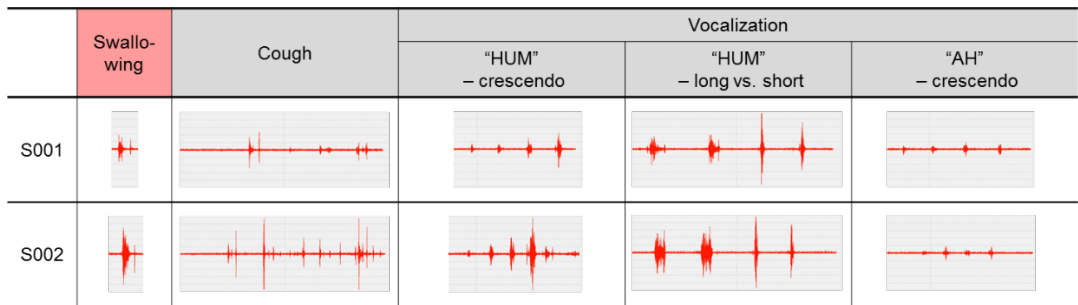 Vocalization
Swallo-
wing
Cough
“HUM”
– crescendo
“HUM”
– long vs. short
“AH”
– crescendo
S001
S002